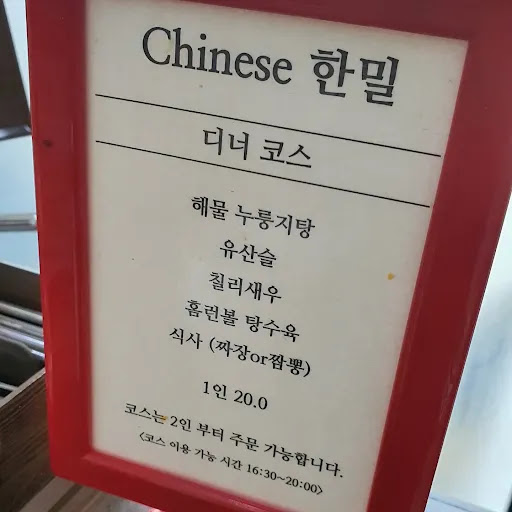 Chinese 한밀
디너 코스
해물 누룽지탕
유산슬
칠리새우
홈런볼 탕수육
식사 (짜장or짬뽕)
1인 20.0
코스는 2인 부터 주문 가능합니다.
<코스 이용 가능 시간 16:30~20:00>